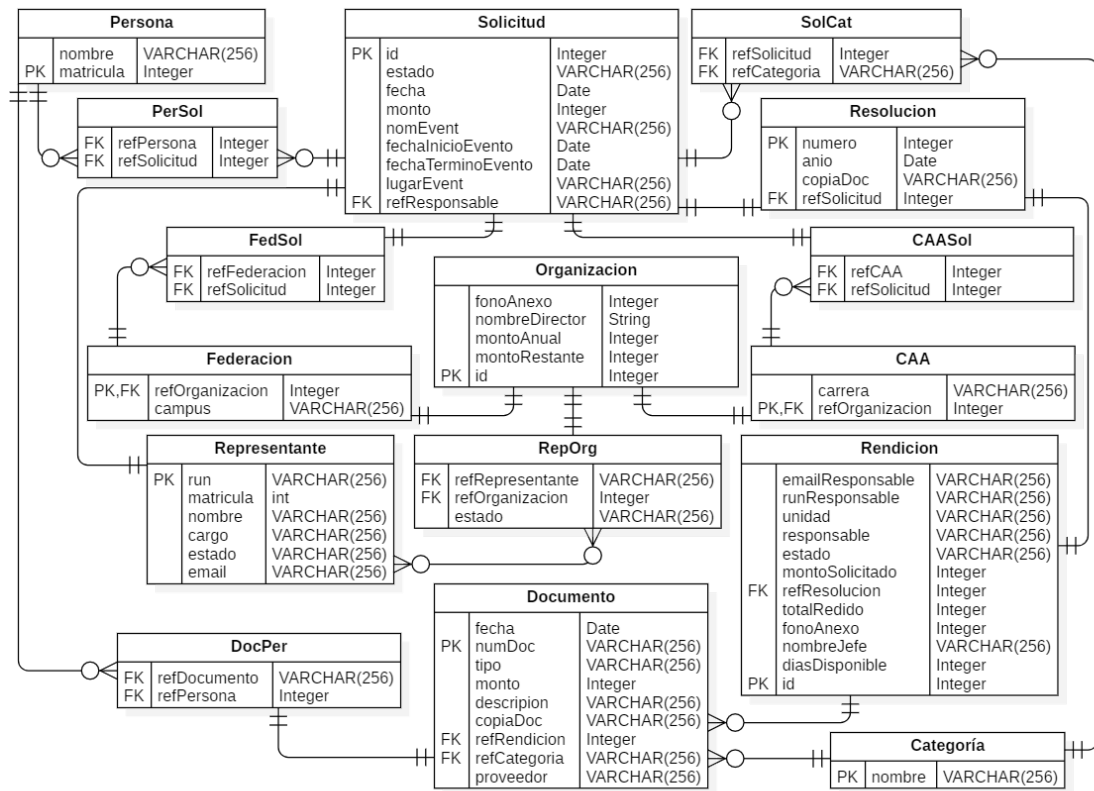 Persona
nombre VARCHAR(256)
PK matricula Integer
Solicitud
PK id Integer
estado VARCHAR(256)
fecha Date
monto Integer
nomEvent VARCHAR(256)
fechaInicioEvento Date
fechaTerminoEvento Date
lugarEvent VARCHAR(256)
FK refResponsable VARCHAR(256)
SolCat
FK refSolicitud Integer
FK refCategoria VARCHAR(256)
PerSol
FK refPersona Integer
FK refSolicitud Integer
Resolucion
PK numero Integer
anio Date
copiaDoc VARCHAR(256)
FK refSolicitud Integer
FedSol
FK refFederacion Integer
FK refSolicitud Integer
Organizacion
fonoAnexo Integer
nombreDirector String
montoAnual Integer
montoRestante Integer
PK id Integer
CAASol
FK refCAA Integer
FK refSolicitud Integer
Federacion
PK,FK refOrganizacion Integer
campus VARCHAR(256)
CAA
carrera VARCHAR(256)
PK,FK refOrganizacion Integer
Representante
PK run VARCHAR(256)
matricula int
nombre VARCHAR(256)
cargo VARCHAR(256)
estado VARCHAR(256)
email VARCHAR(256)
RepOrg
FK refRepresentante VARCHAR(256)
FK refOrganizacion Integer
estado VARCHAR(256)
Rendicion
emailResponsable VARCHAR(256)
runResponsable VARCHAR(256)
unidad VARCHAR(256)
responsable VARCHAR(256)
estado VARCHAR(256)
montoSolicitado Integer
FK refResolucion Integer
totalRedido Integer
fonoAnexo Integer
nombreJefe VARCHAR(256)
diasDisponible Integer
PK id Integer
Documento
fecha Date
PK numDoc VARCHAR(256)
tipo VARCHAR(256)
monto Integer
descripion VARCHAR(256)
copiaDoc VARCHAR(256)
FK refRendicion Integer
FK refCategoria VARCHAR(256)
proveedor VARCHAR(256)
DocPer
FK refDocumento VARCHAR(256)
FK refPersona Integer
Categoría
PK nombre VARCHAR(256)